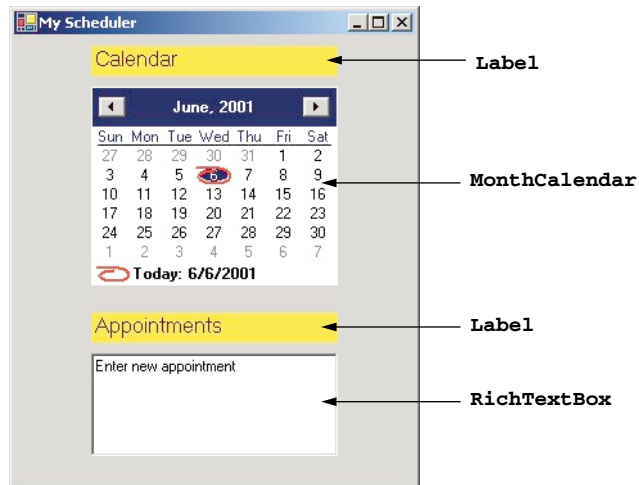 My Scheduler
Calendar
Label
June, 2001
Sun Mon Tue Wed Thu Fri Sat
27 28 29 30 31 1 2
3 4 5 6 7 8 9
MonthCalendar
10 11 12 13 14 15 16
17 18 19 20 21 22 23
24 25 26 27 28 29 30
1 2 3 4 5 6 7
Today: 6/6/2001
Appointments
Label
Enter new appointment
RichTextBox